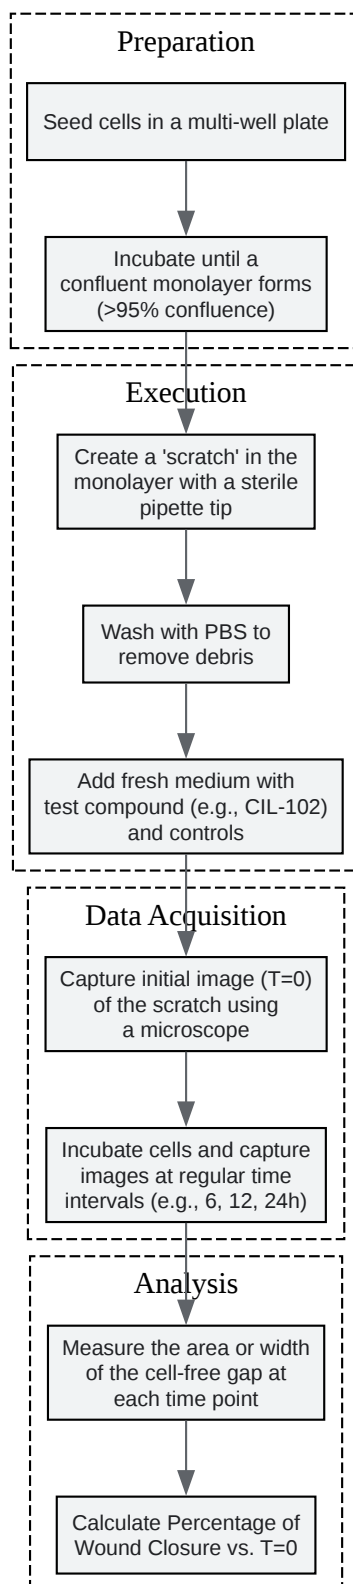 Preparation
Seed cells in a multi-well plate
Incubate until a
confluent monolayer forms
(>95% confluence)
Execution
Create a 'scratch' in the
monolayer with a sterile
pipette tip
Wash with PBS to
remove debris
Add fresh medium with
test compound (e.g., CIL-102)
and controls
Data Acquisition
Capture initial image (T=0)
of the scratch using
a microscope
Incubate cells and capture
images at regular time
intervals (e.g., 6, 12, 24h)
Analysis
Measure the area or width
of the cell-free gap at
each time point
Calculate Percentage of
Wound Closure vs. T=0